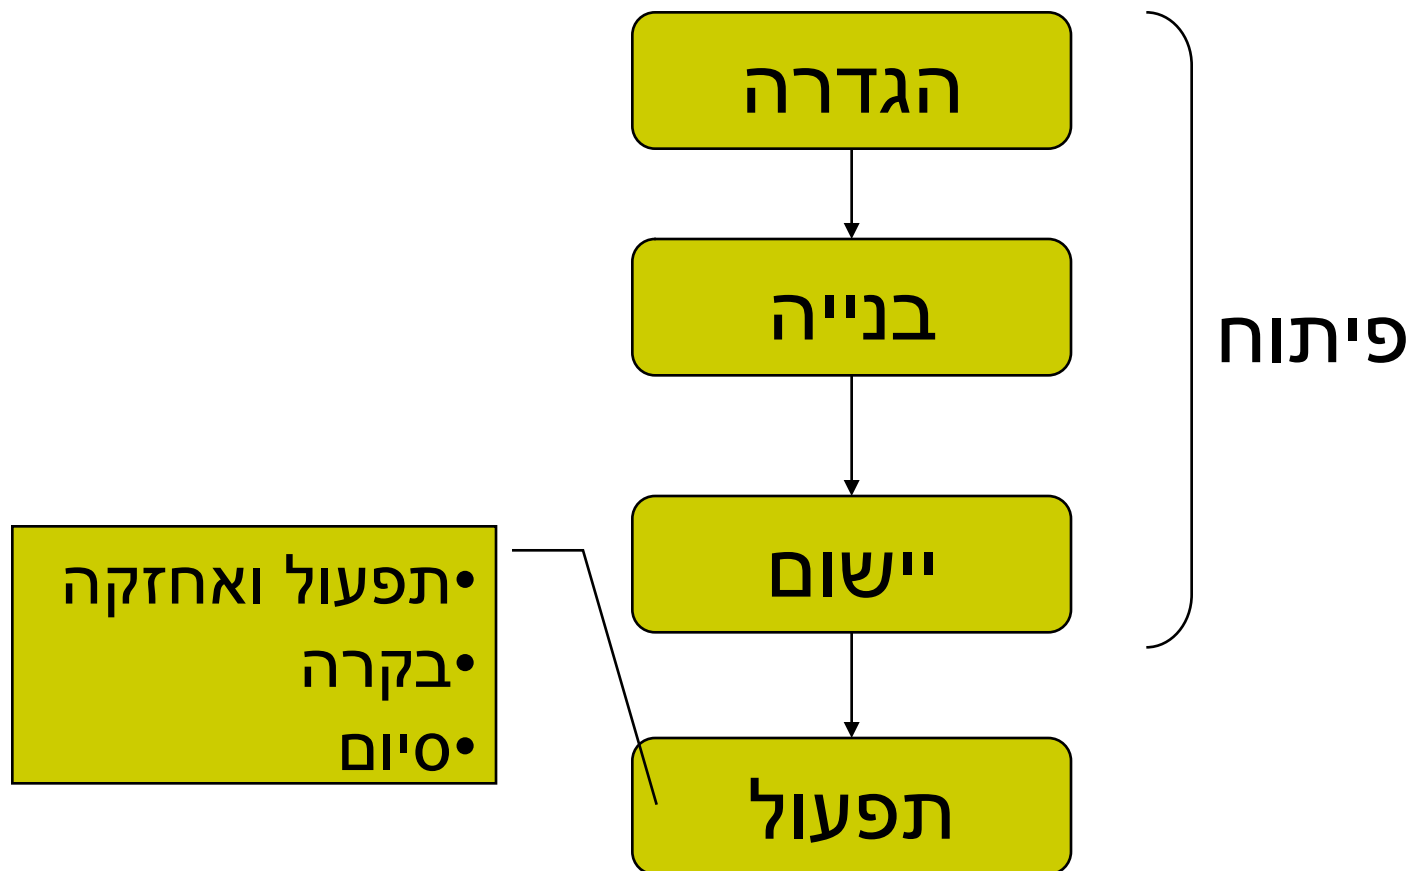 הגדרה
בנייה
פיתוח
יישום
•תפעול ואחזקה
•בקרה
•סיום
תפעול